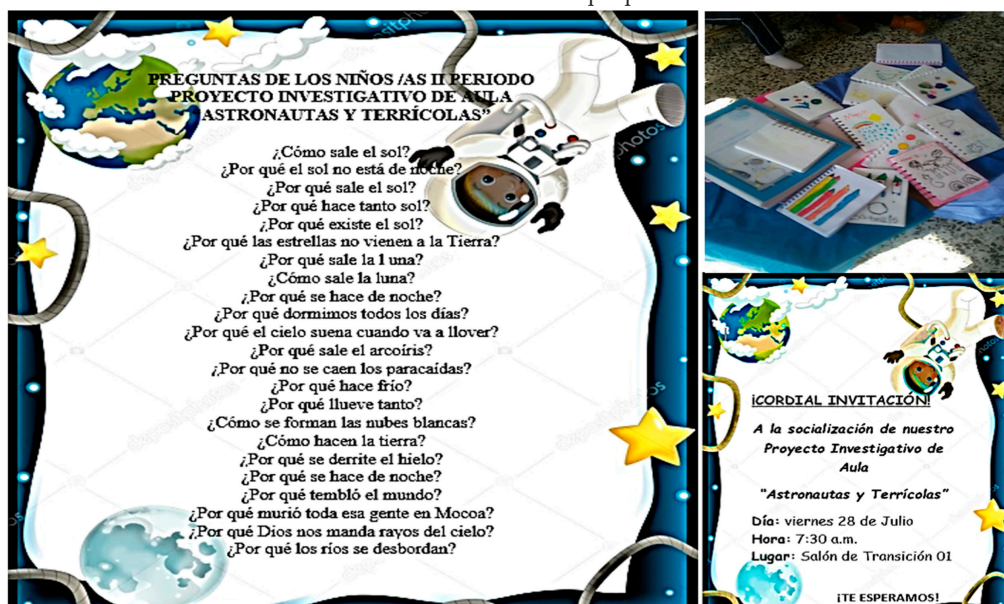 PREGUNTAS DE LOS NIÑOS /AS II PERIODO
PROYECTO INVESTIGATIVO DE AULA
ASTRONAUTAS Y TERRÍCOLAS”
¿Cómo sale el sol?
¿Por qué el sol no está de noche?
¿Por qué sale el sol?
¿Por qué hace tanto sol?
¿Por qué existe el sol?
¿Por qué las estrellas no vienen a la Tierra?
¿Por qué sale la l una?
¿Cómo sale la luna?
¿Por qué se hace de noche?
¿Por qué dormimos todos los días?
¿Por qué el cielo suena cuando va a llover?
¿Por qué sale el arcoíris?
¿Por qué no se caen los paracaídas?
¿Por qué hace frío?
¿Por qué llueve tanto?
¿Cómo se forman las nubes blancas?
¿Cómo hacen la tierra?
¿Por qué se derrite el hielo?
¿Por qué se hace de noche?
¿Por qué tembló el mundo?
¿Por qué murió toda esa gente en Mocoa?
¿Por qué Dios nos manda rayos del cielo?
¿Por qué los ríos se desbordan?
¡CORDIAL INVITACIÓN!
A la socialización de nuestro
Proyecto Investigativo de
Aula
“Astronautas y Terrícolas”
Día: viernes 28 de Julio
Hora: 7:30 a.m.
Lugar: Salón de Transición 01
¡TE ESPERAMOS!